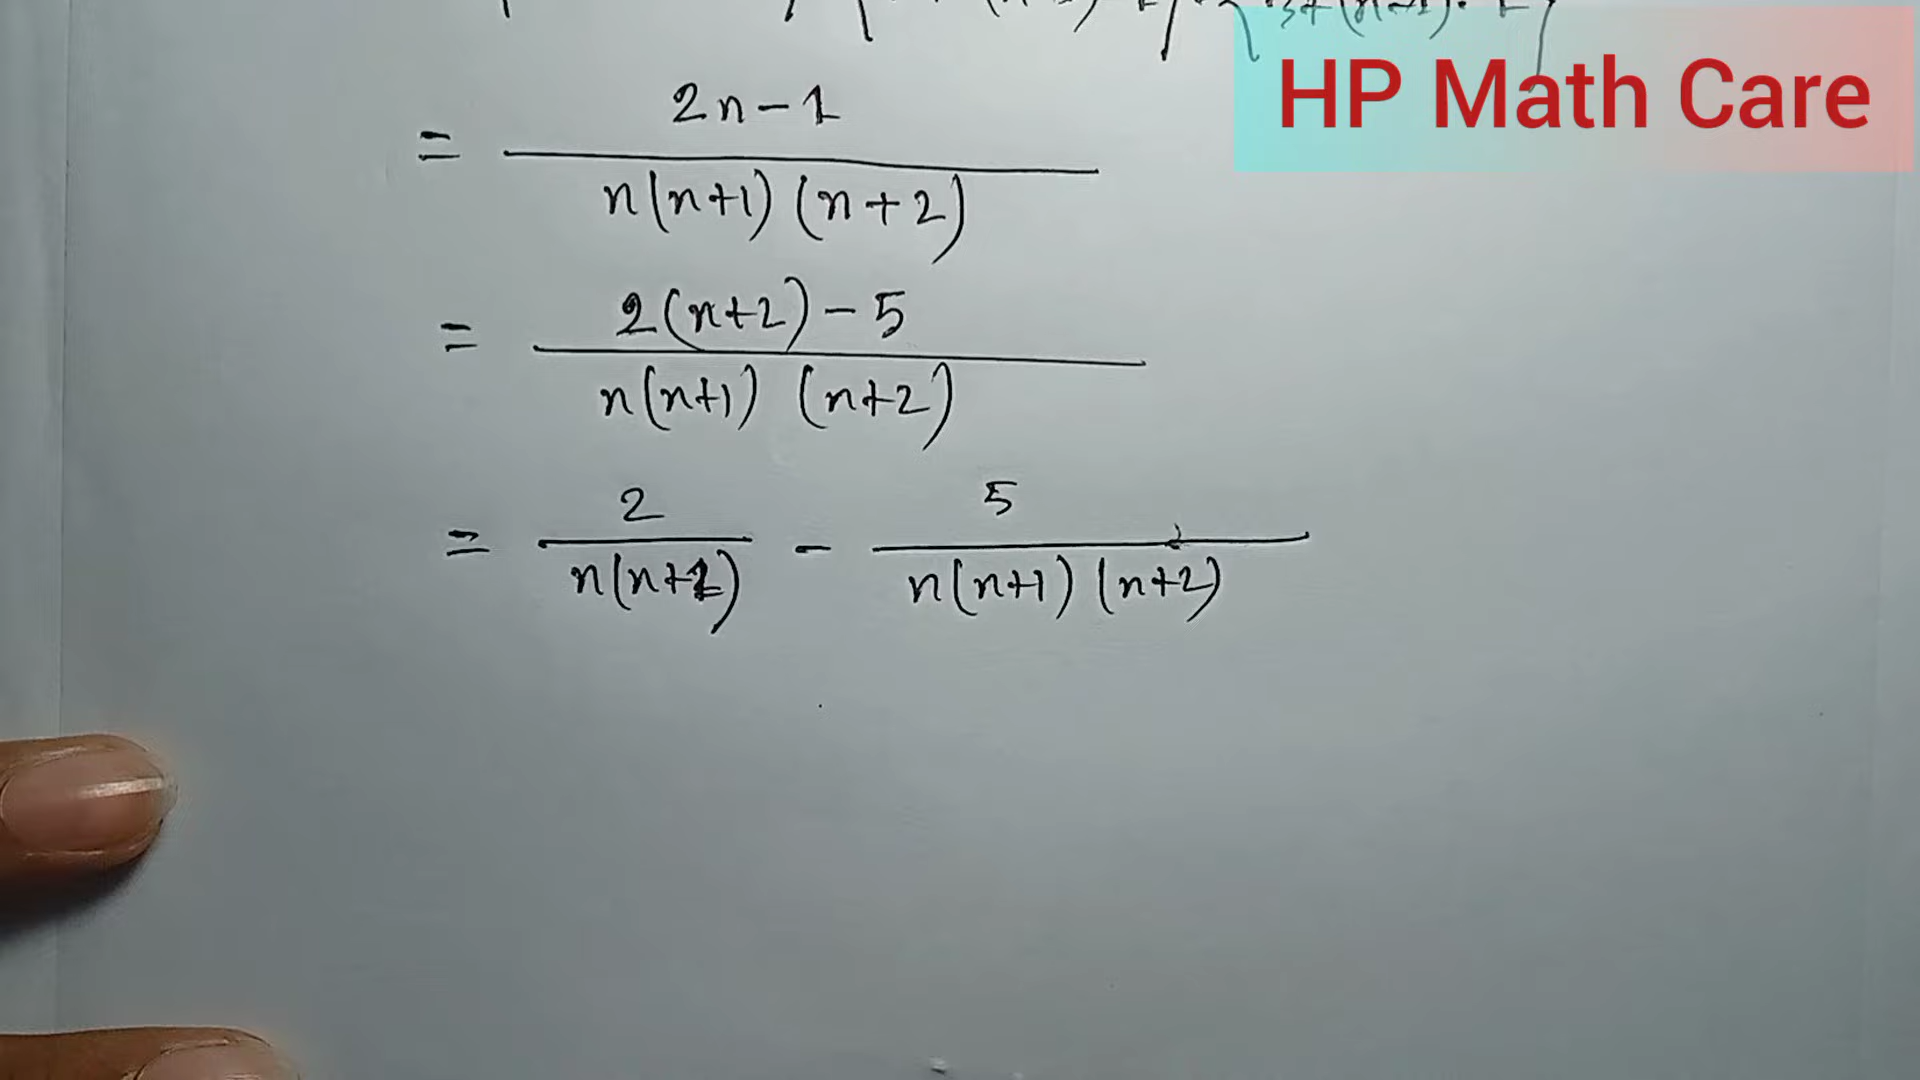 HP Math Care
= (2n-1)/(n(n+1)(n+2))
= (2(n+2)-5)/(n(n+1)(n+2))
= 2/(n(n+1)) - 5/(n(n+1)(n+2))